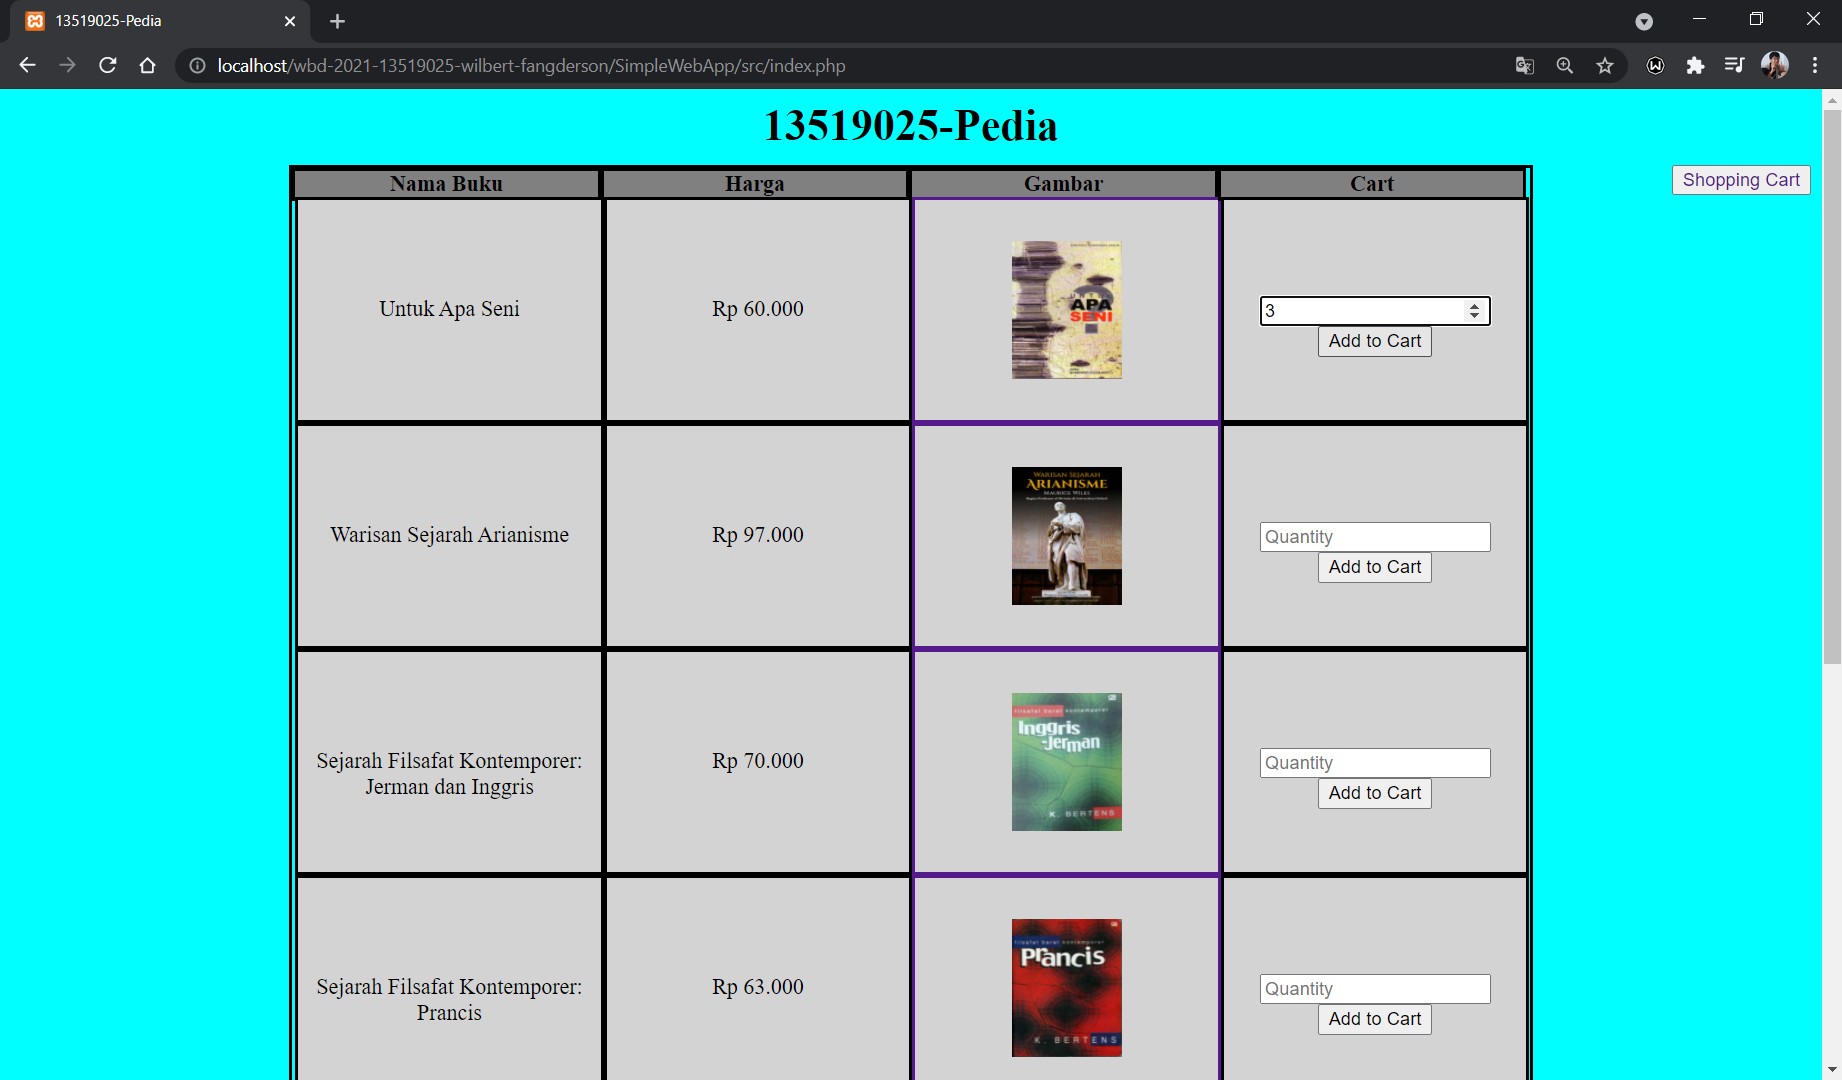 13519025-Pedia
localhost/wbd-2021-13519025-wilbert-fangderson/SimpleWebApp/src/index.php
13519025-Pedia
Shopping Cart
Nama Buku Harga Gambar Cart
Untuk Apa Seni
Rp 60.000
APA
SENI
3
Add to Cart
Warisan Sejarah Arianisme
Rp 97.000
WARISAN SEJARAH
ARIANISME
MAURICE WILES
Quantity
Add to Cart
Sejarah Filsafat Kontemporer:
Jerman dan Inggris
Rp 70.000
filsafat barat kontemporer
Inggris
-Jerman
K. BERTENS
Quantity
Add to Cart
Sejarah Filsafat Kontemporer:
Prancis
Rp 63.000
filsafat barat kontemporer
Prancis
K. BERTENS
Quantity
Add to Cart